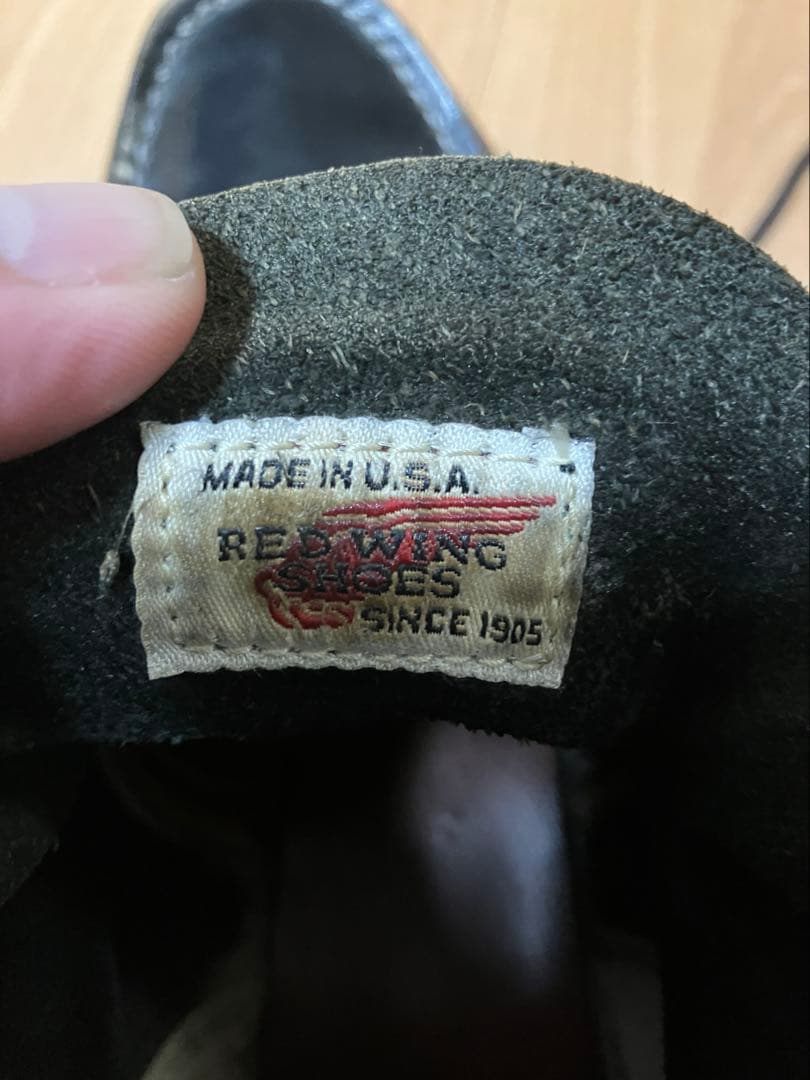 MADE IN U.S.A.
RED WING
SHOES
SINCE 1905